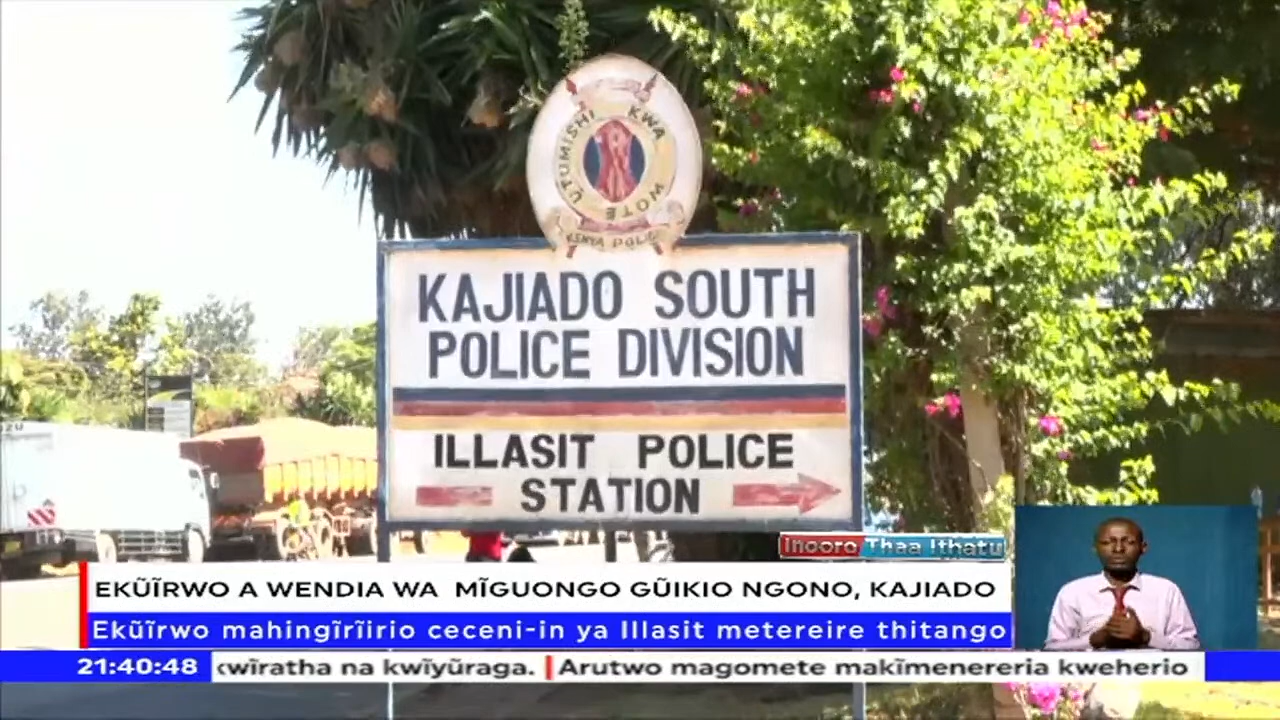 UTUMISHI KWA WOTE
KENYA POLICE
KAJIADO SOUTH
POLICE DIVISION
ILLASIT POLICE
STATION
Inooro Thaa Ithatu
EKŨĨRWO A WENDIA WA MĨGUONGO GŨIKIO NGONO, KAJIADO
Ekũĩrwo mahingĩrĩirio ceceni-in ya Illasit metereire thitango
21:40:48 kwĩratha na kwĩyũraga. | Arutwo magomete makĩmenereria kweherio